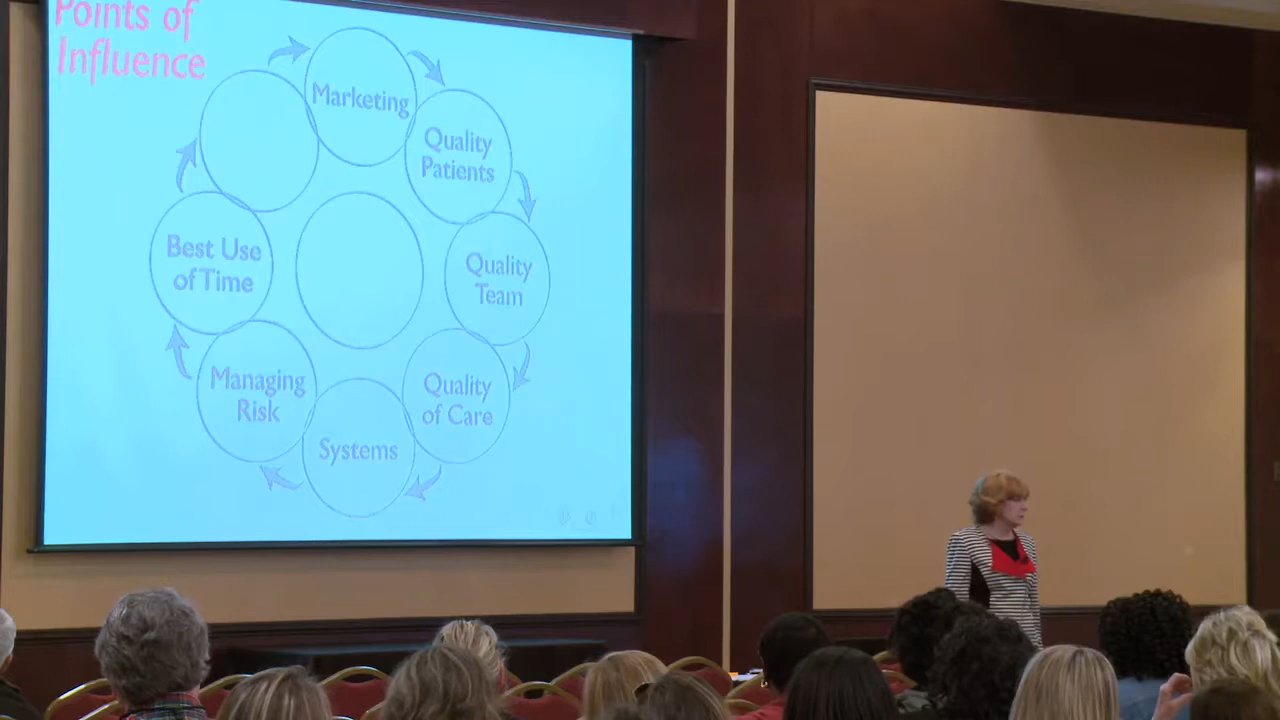 Points of
Influence
Marketing
Quality
Patients
Quality
Team
Quality
of Care
Systems
Managing
Risk
Best Use
of Time